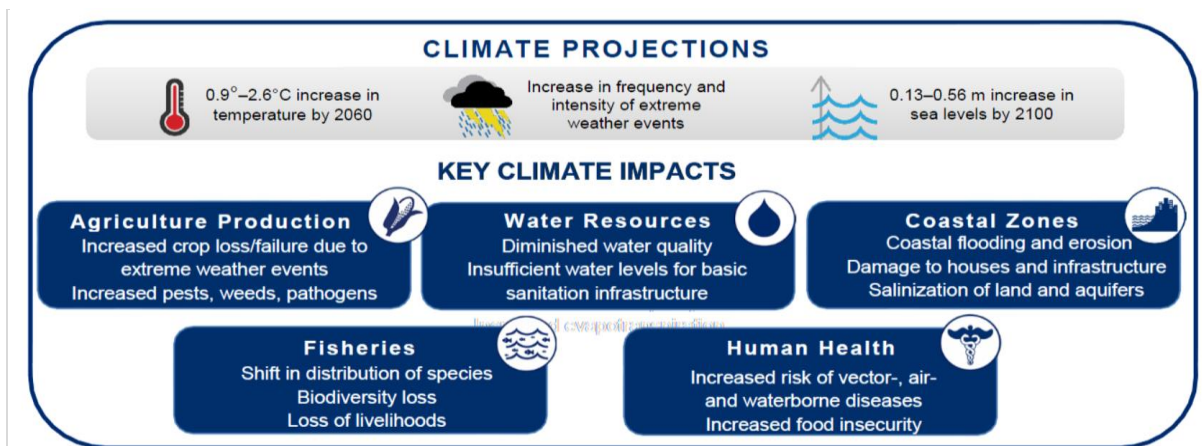 CLIMATE PROJECTIONS
0.9°–2.6°C increase in
temperature by 2060
Increase in frequency and
intensity of extreme
weather events
0.13–0.56 m increase in
sea levels by 2100
KEY CLIMATE IMPACTS
Agriculture Production
Increased crop loss/failure due to
extreme weather events
Increased pests, weeds, pathogens
Water Resources
Diminished water quality
Insufficient water levels for basic
sanitation infrastructure
Coastal Zones
Coastal flooding and erosion
Damage to houses and infrastructure
Salinization of land and aquifers
Fisheries
Shift in distribution of species
Biodiversity loss
Loss of livelihoods
Human Health
Increased risk of vector-, air-
and waterborne diseases
Increased food insecurity